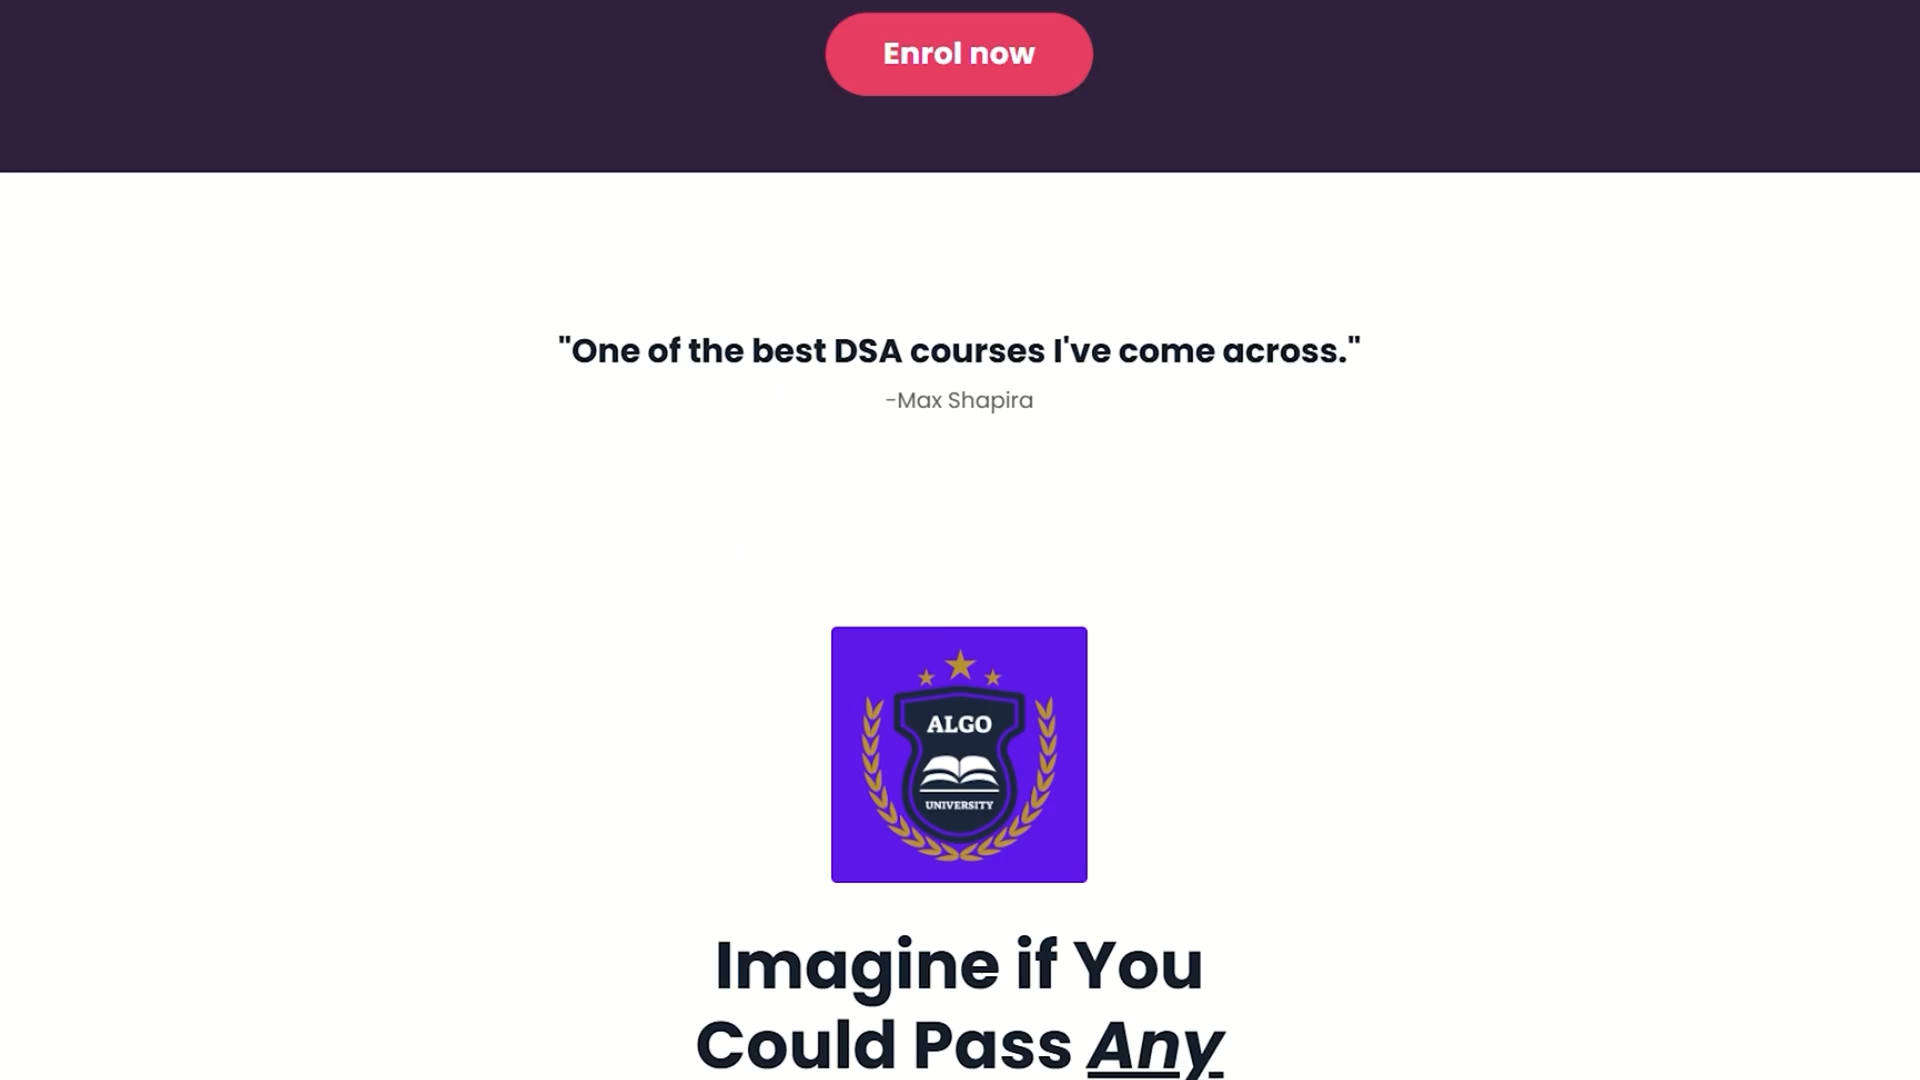 Enrol now
"One of the best DSA courses I've come across."
-Max Shapira
ALGO
UNIVERSITY
Imagine if You
Could Pass Any